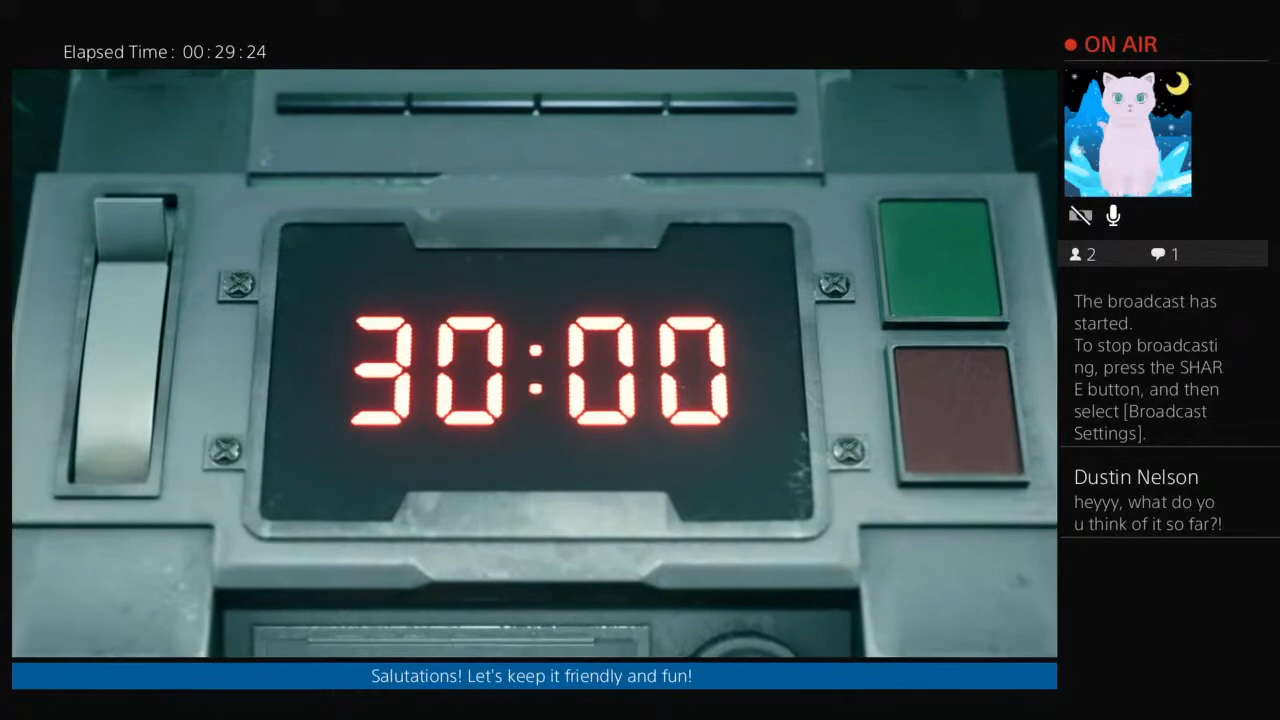 Elapsed Time: 00:29:24
ON AIR
30:00
2
1
The broadcast has
started.
To stop broadcasti
ng, press the SHAR
E button, and then
select [Broadcast
Settings].
Dustin Nelson
heyyy, what do yo
u think of it so far?!
Salutations! Let's keep it friendly and fun!